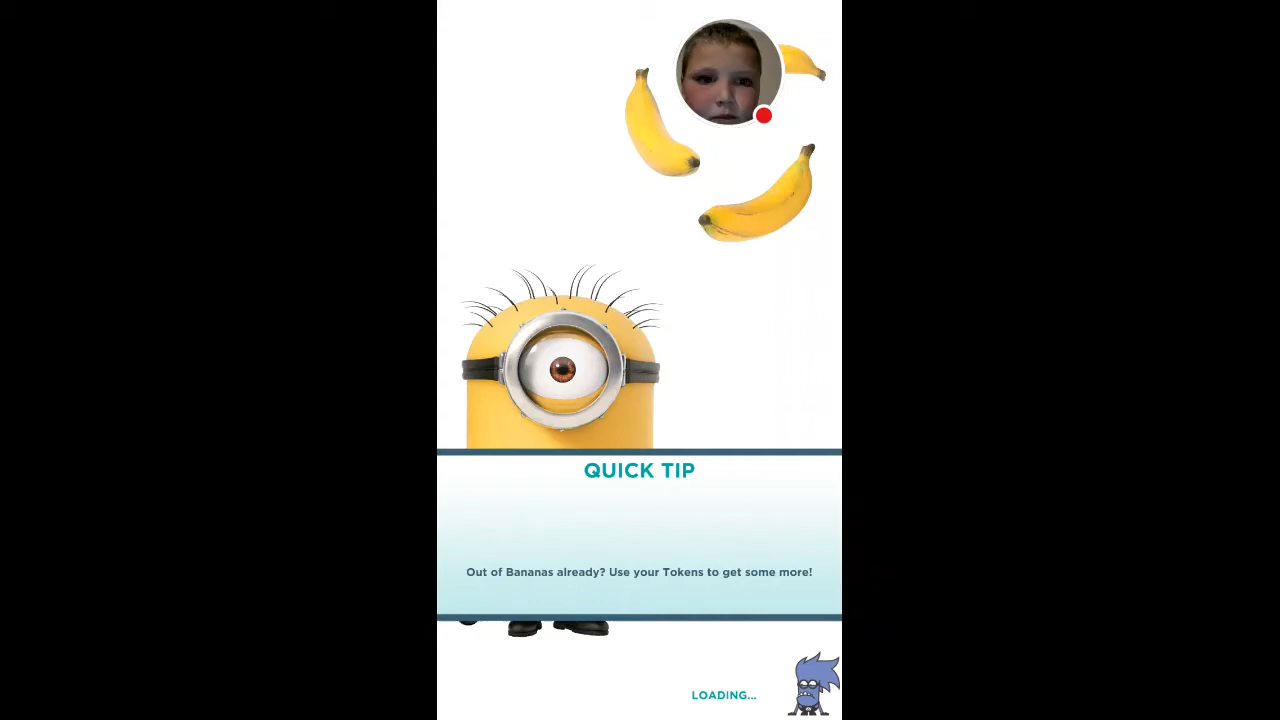 QUICK TIP
Out of Bananas already? Use your Tokens to get some more!
LOADING...